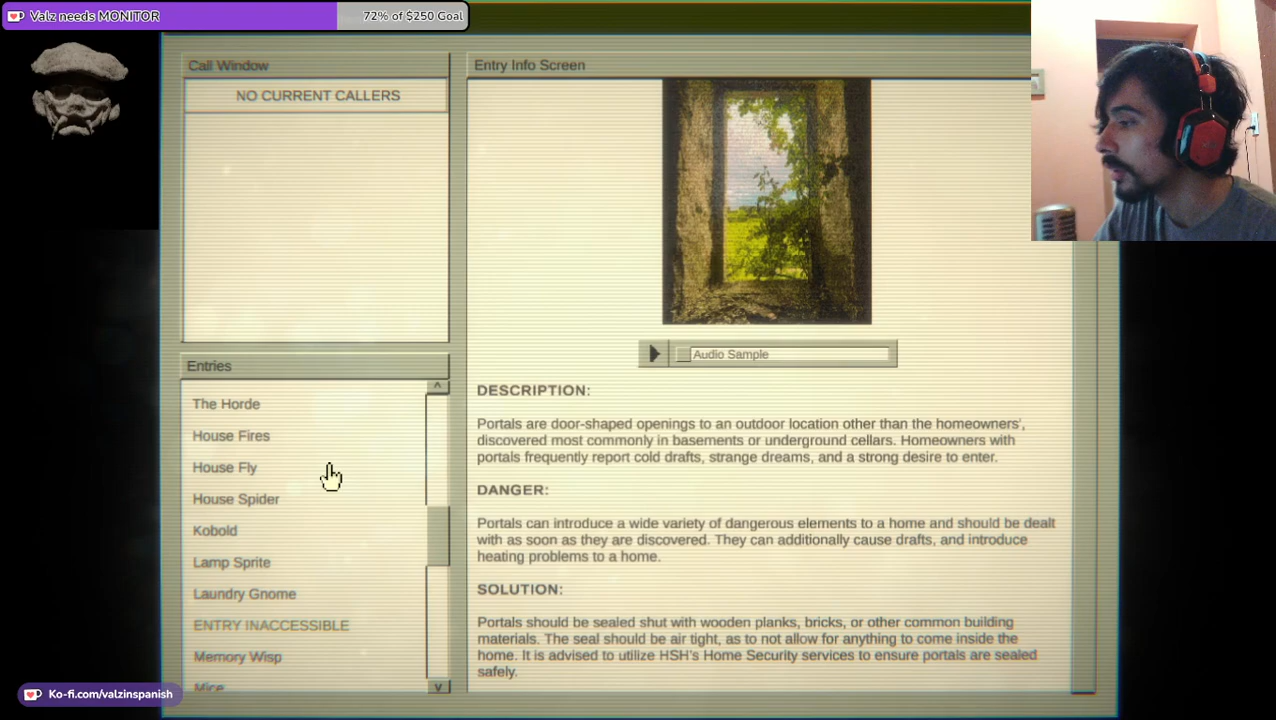 Valz needs MONITOR
72% of $250 Goal
Call Window
NO CURRENT CALLERS
Entry Info Screen
Audio Sample
DESCRIPTION:
Portals are door-shaped openings to an outdoor location other than the homeowners',
discovered most commonly in basements or underground cellars. Homeowners with
portals frequently report cold drafts, strange dreams, and a strong desire to enter.
DANGER:
Portals can introduce a wide variety of dangerous elements to a home and should be dealt
with as soon as they are discovered. They can additionally cause drafts, and introduce
heating problems to a home.
SOLUTION:
Portals should be sealed shut with wooden planks, bricks, or other common building
materials. The seal should be air tight, as to not allow for anything to come inside the
home. It is advised to utilize HSH's Home Security services to ensure portals are sealed
safely.
Entries
The Horde
House Fires
House Fly
House Spider
Kobold
Lamp Sprite
Laundry Gnome
ENTRY INACCESSIBLE
Memory Wisp
Mice
Ko-fi.com/valzinspanish